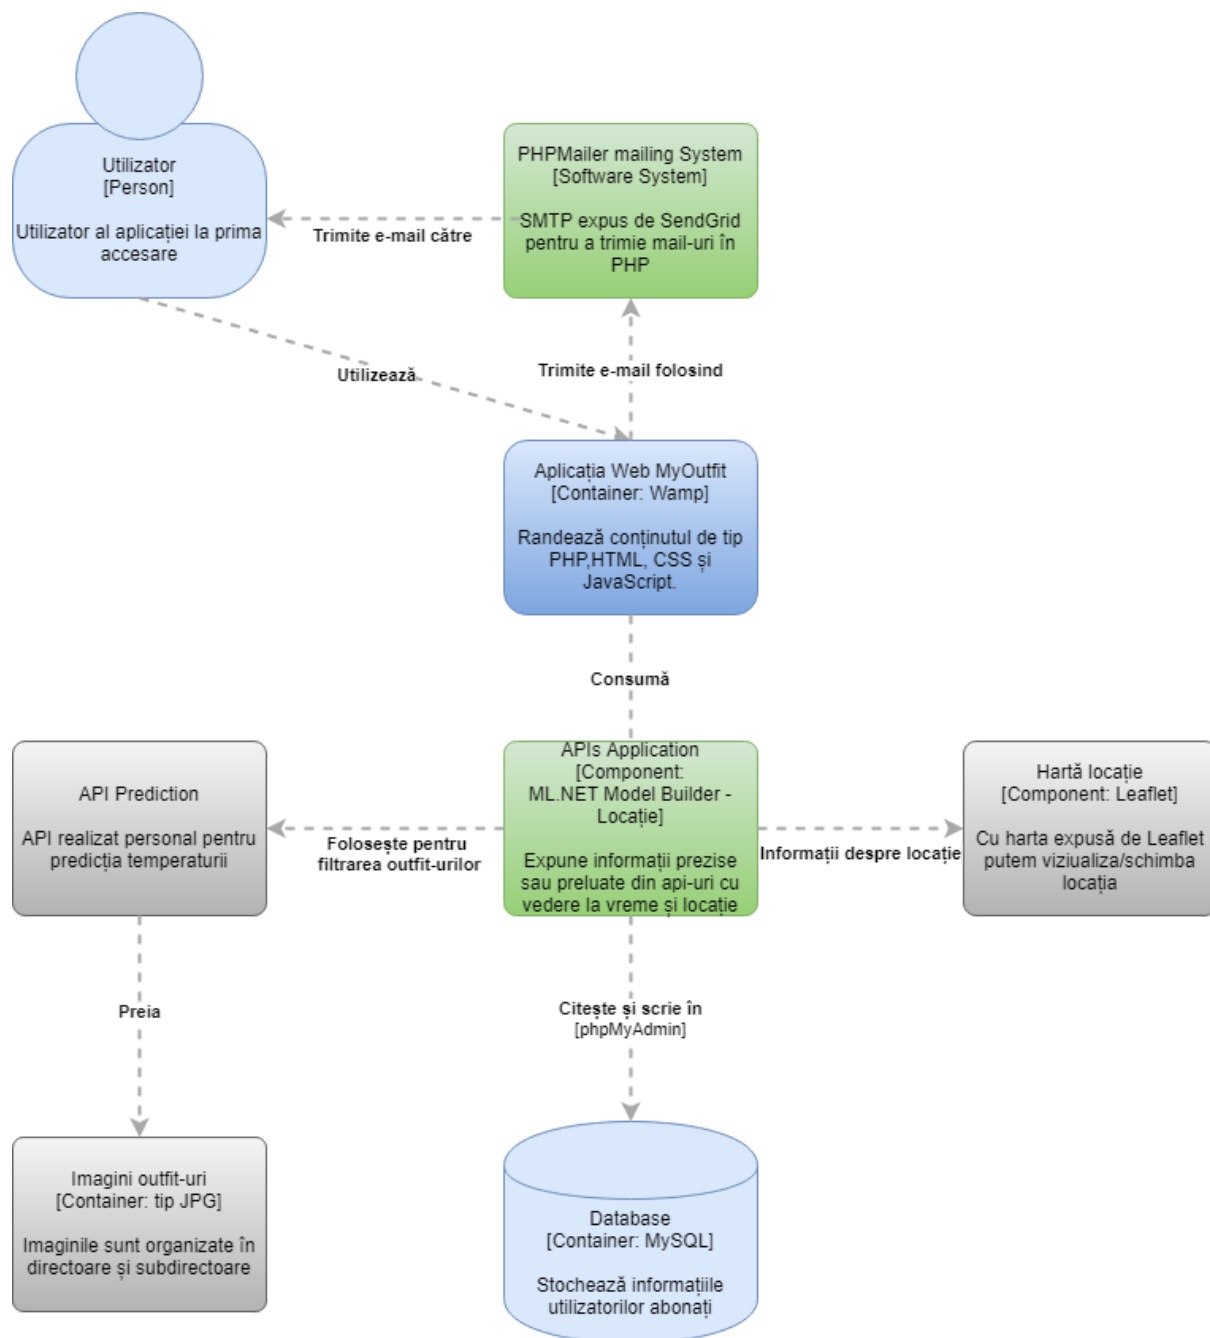 Utilizator
[Person]
Utilizator al aplicației la prima
accesare
PHPMailer mailing System
[Software System]
SMTP expus de SendGrid
pentru a trimie mail-uri în
PHP
Trimite e-mail către
Utilizează
Trimite e-mail folosind
Aplicația Web MyOutfit
[Container: Wamp]
Randează conținutul de tip
PHP,HTML, CSS și
JavaScript.
Consumă
API Prediction
API realizat personal pentru
predicția temperaturii
Folosește pentru
filtrarea outfit-urilor
APIs Application
[Component:
ML.NET Model Builder -
Locație]
Expune informații prezise
sau preluate din api-uri cu
vedere la vreme și locație
Informații despre locație
Hartă locație
[Component: Leaflet]
Cu harta expusă de Leaflet
putem viziualiza/schimba
locația
Preia
Citește și scrie în
[phpMyAdmin]
Imagini outfit-uri
[Container: tip JPG]
Imaginile sunt organizate în
directoare și subdirectoare
Database
[Container: MySQL]
Stochează informațiile
utilizatorilor abonați